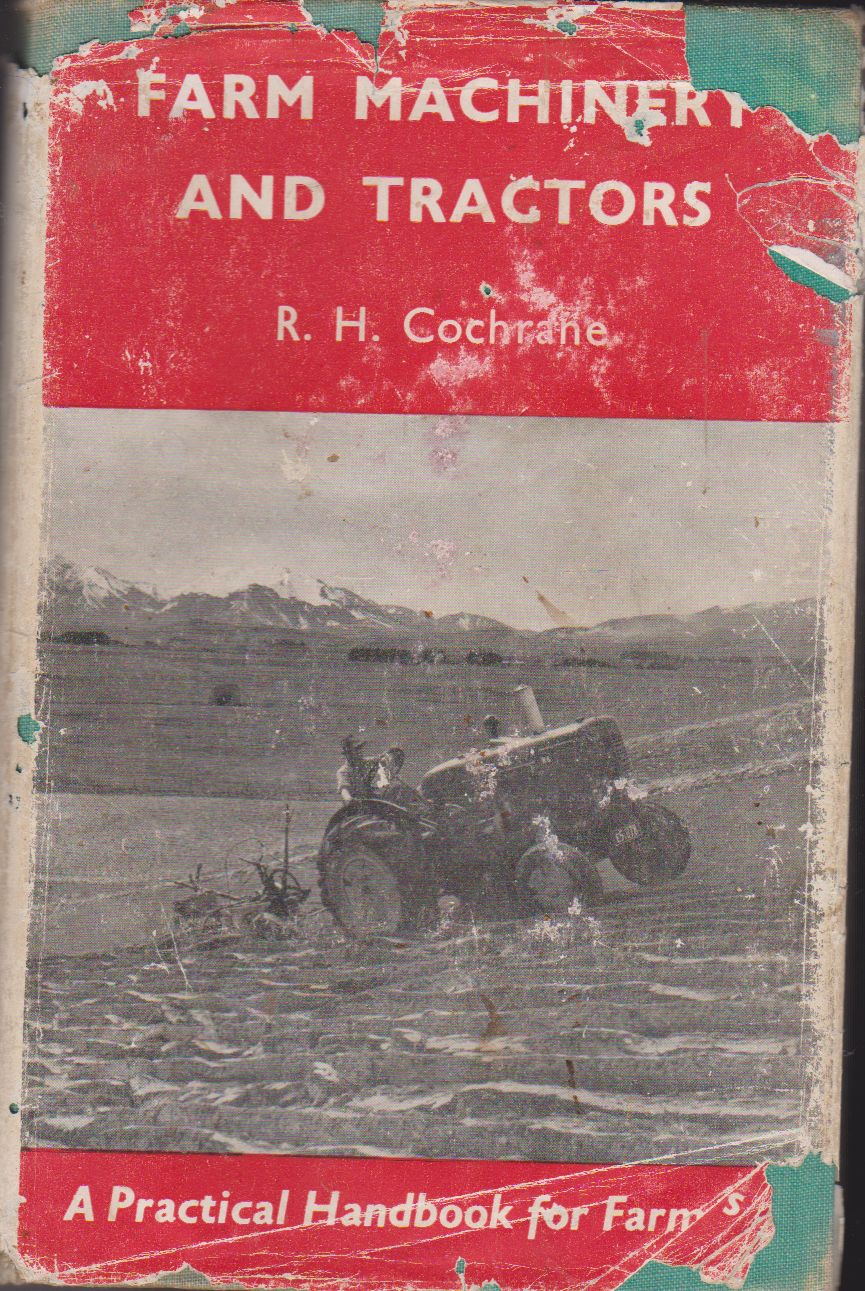 FARM MACHINERY
AND TRACTORS
R. H. Cochrane
A Practical Handbook for Farm s